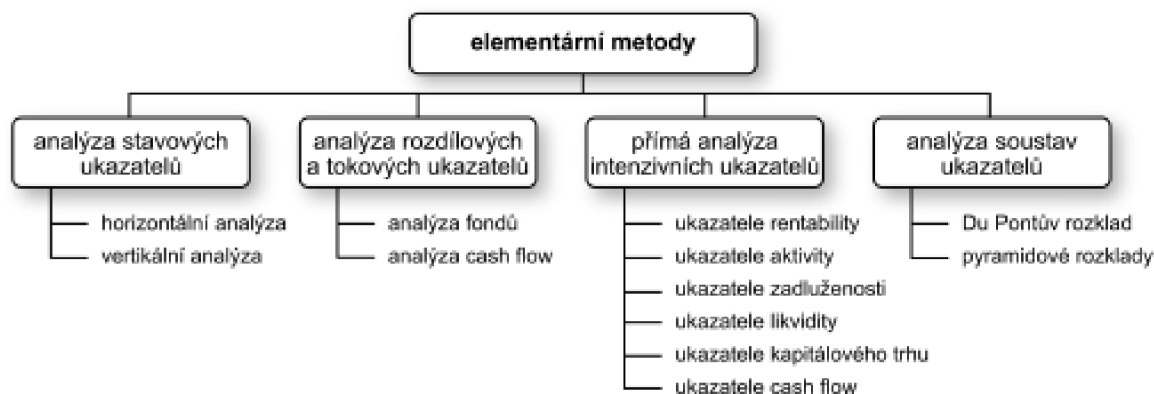 elementární metody
analýza stavových
ukazatelů
horizontální analýza
vertikální analýza
analýza rozdílových
a tokových ukazatelů
analýza fondů
analýza cash flow
přímá analýza
intenzivních ukazatelů
ukazatele rentability
ukazatele aktivity
ukazatele zadluženosti
ukazatele likvidity
ukazatele kapitálového trhu
ukazatele cash flow
analýza soustav
ukazatelů
Du Pontův rozklad
pyramidové rozklady